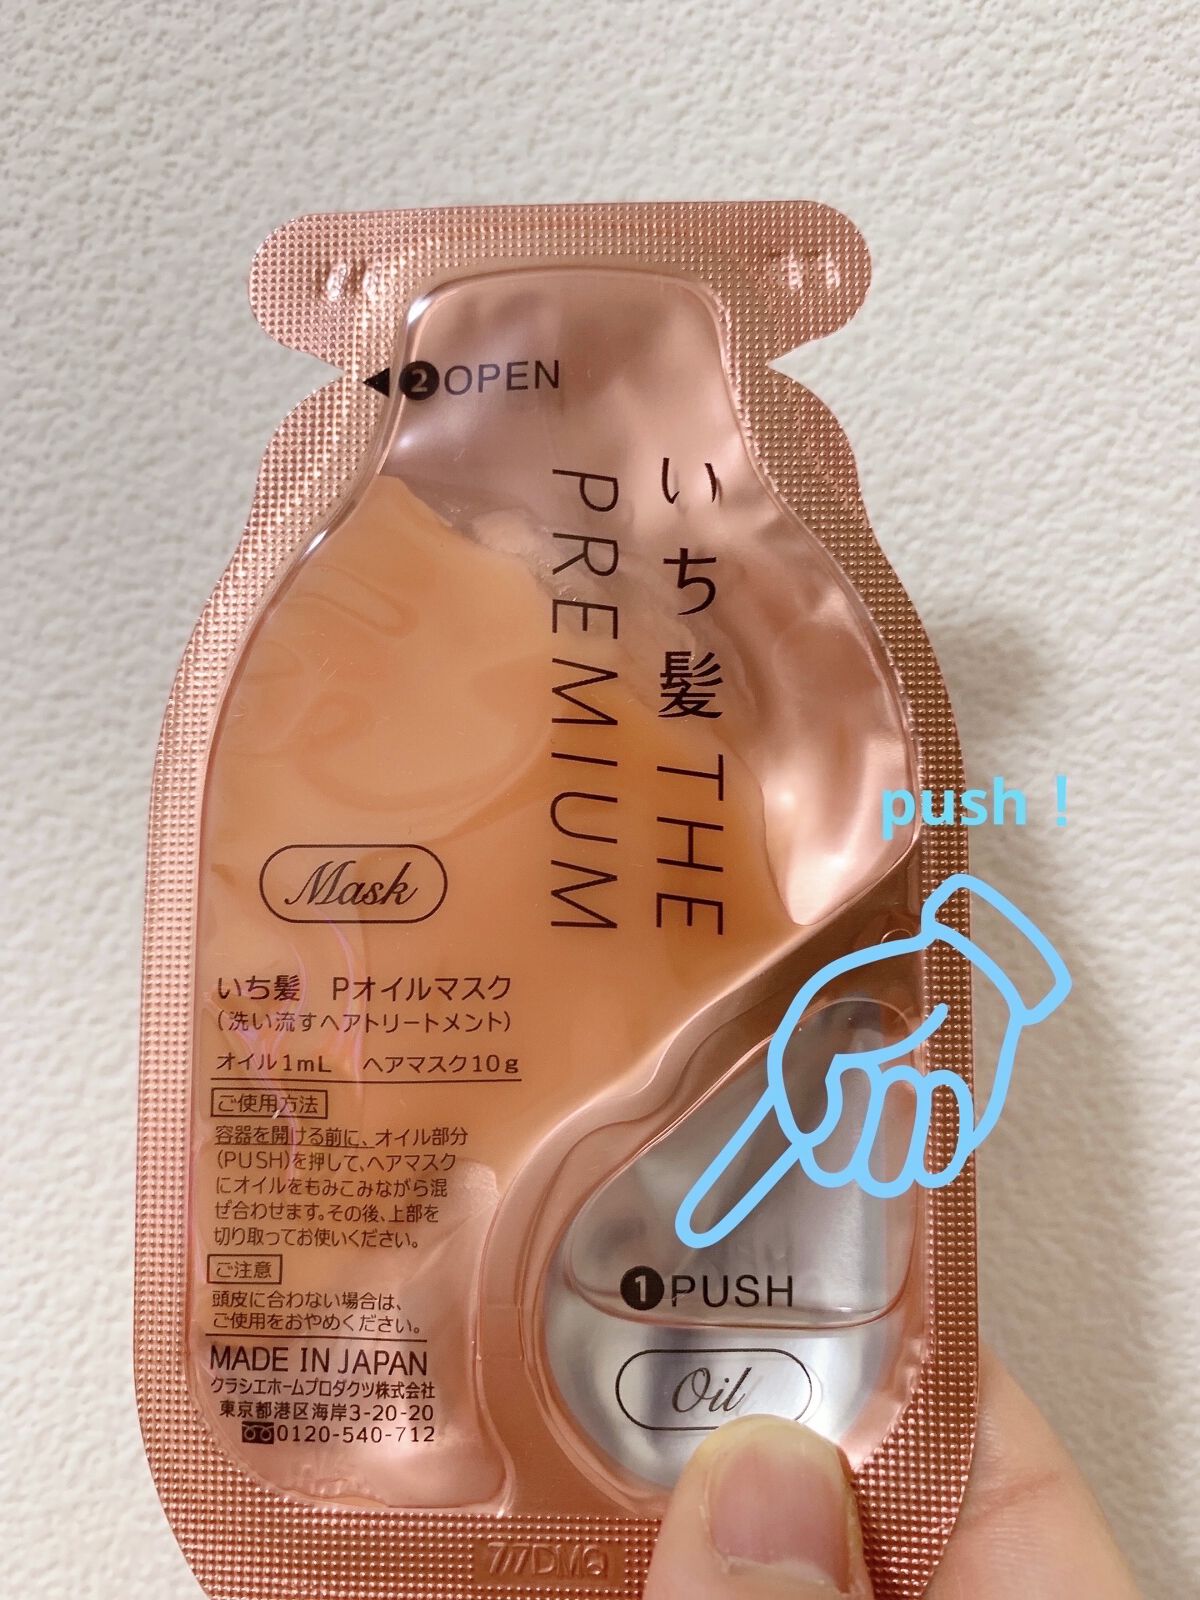 ②OPEN
いち髪 THE
PREMIUM
push！
Mask
いち髪　Pオイルマスク
（洗い流すヘアトリートメント）
オイル1mL　ヘアマスク10g
ご使用方法
容器を開ける前に、オイル部分
（PUSH）を押して、ヘアマスク
にオイルをもみこみながら混
ぜ合わせます。その後、上部を
切り取ってお使いください。
ご注意
頭皮に合わない場合は、
ご使用をおやめください。
MADE IN JAPAN
クラシエホームプロダクツ株式会社
東京都港区海岸3-20-20
0120-540-712
①PUSH
Oil